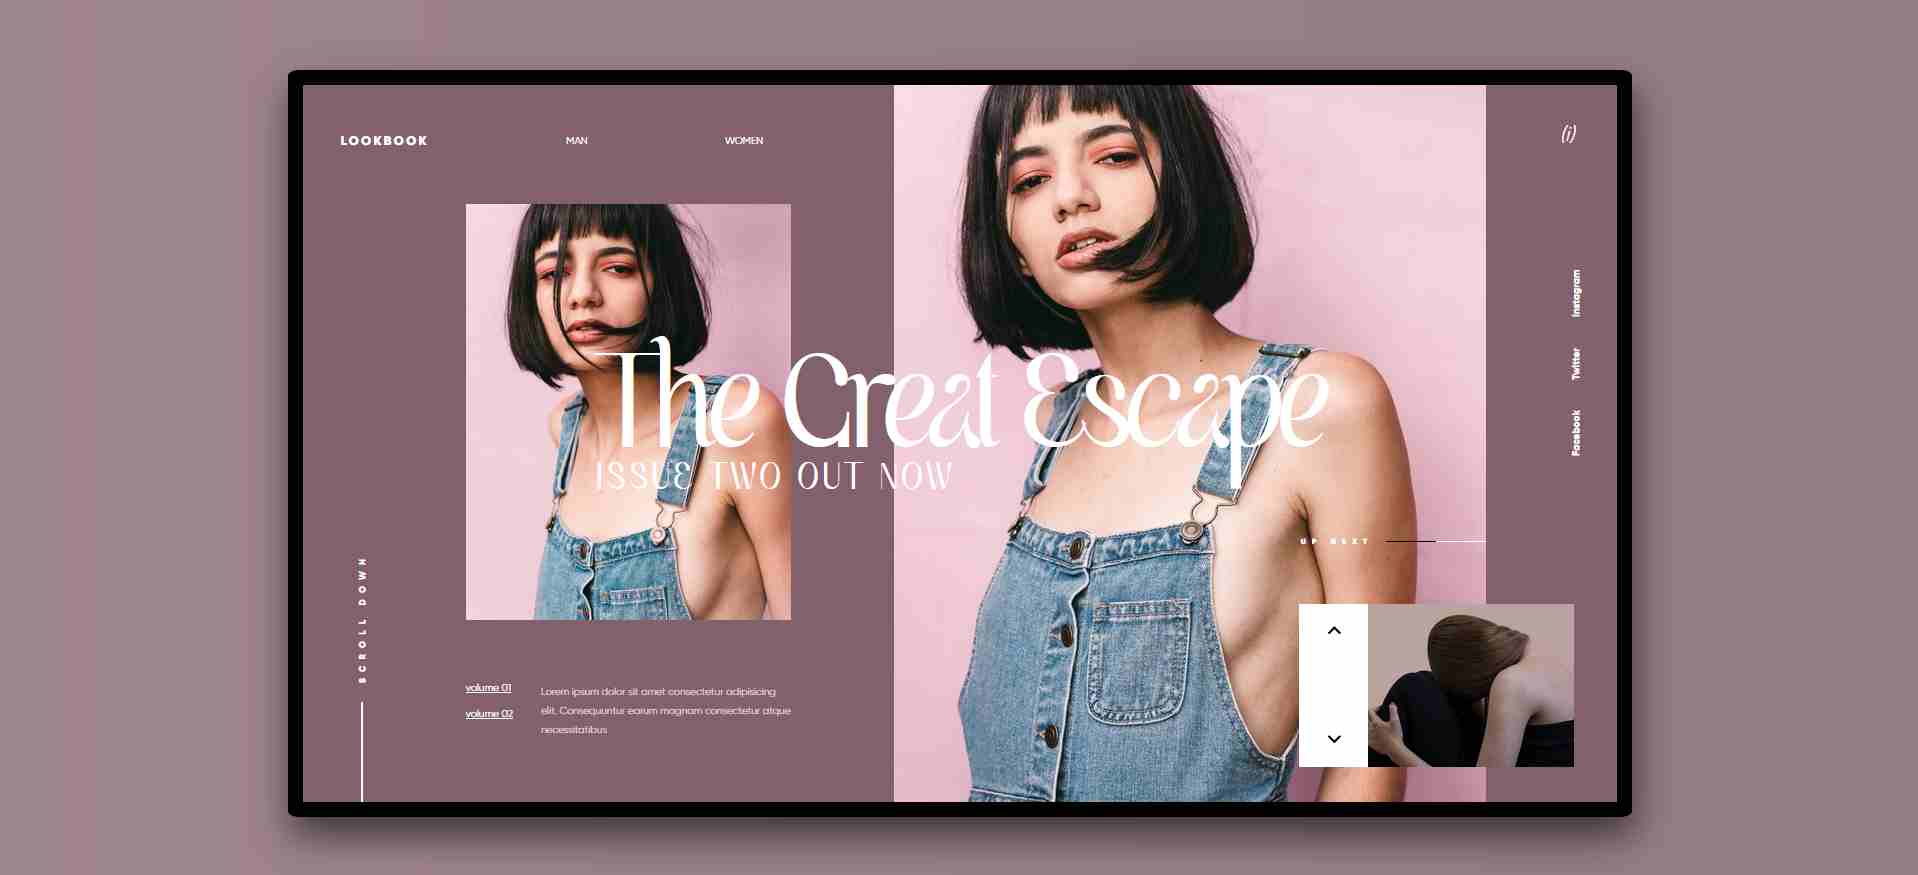 LOOKBOOK
MAN
WOMEN
(i)
Instagram
Twitter
Facebook
The Great Escape
ISSUE TWO OUT NOW
UP NEXT
SCROLL DOWN
volume 01
volume 02
Lorem ipsum dolor sit amet consectetur adipisicing
elit. Consequuntur earum magnam consectetur atque
necessitatibus